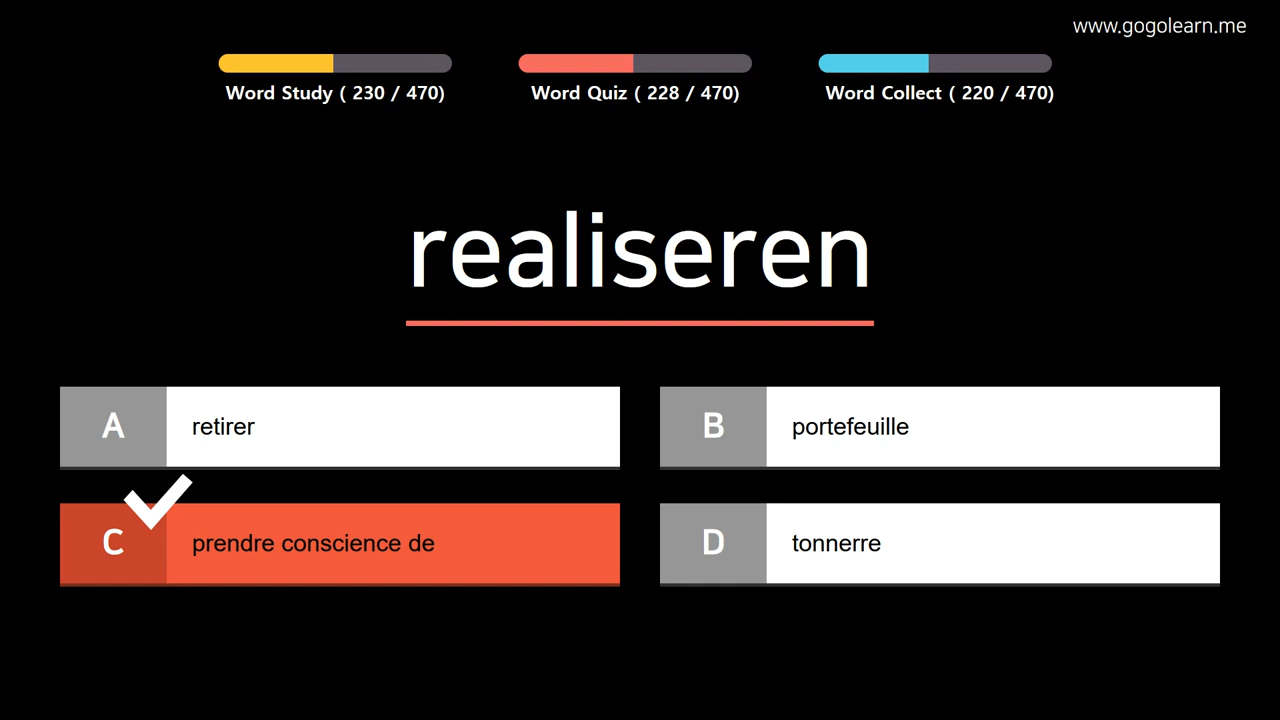 www.gogolearn.me
Word Study ( 230 / 470)
Word Quiz ( 228 / 470)
Word Collect ( 220 / 470)
realiseren
A
retirer
B
portefeuille
C
prendre conscience de
D
tonnerre